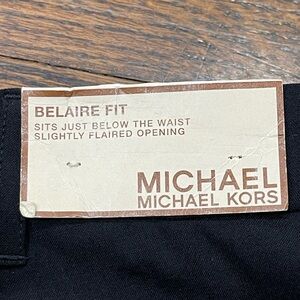 BELAIRE FIT
SITS JUST BELOW THE WAIST
SLIGHTLY FLAIRED OPENING
MICHAEL
MICHAEL KORS